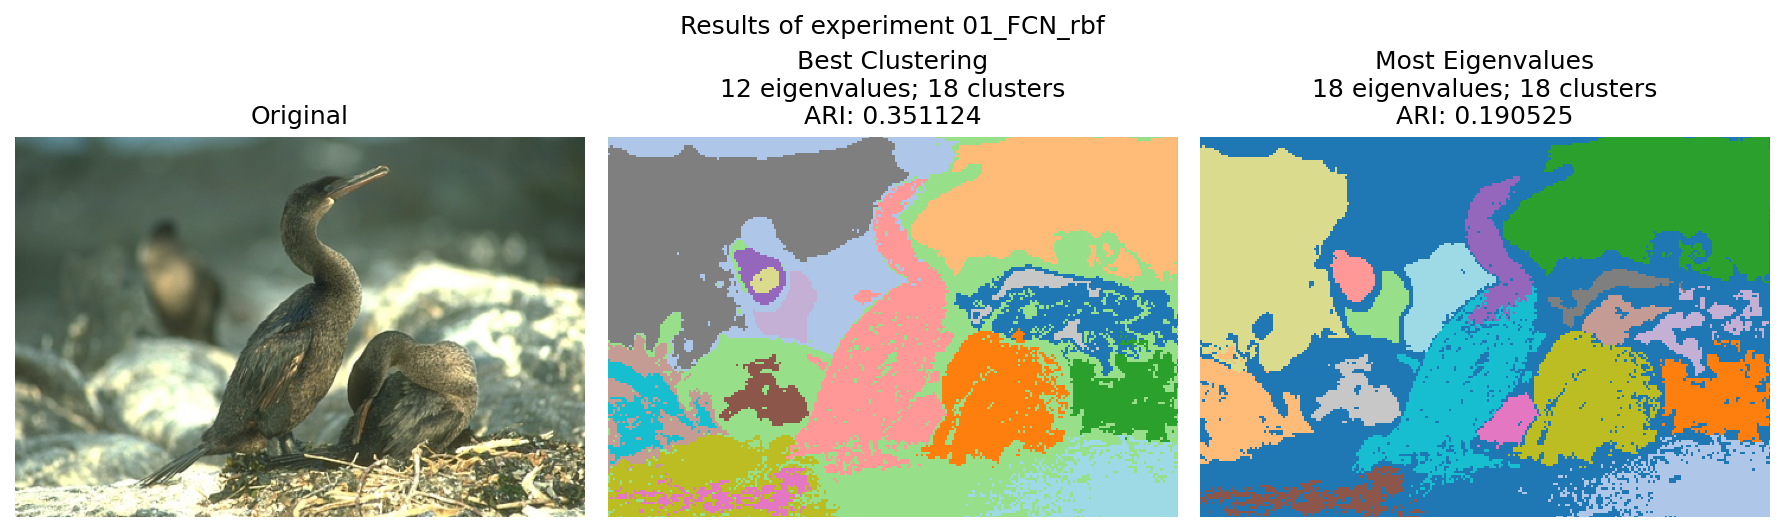 Results of experiment 01_FCN_rbf
Original
Best Clustering
12 eigenvalues; 18 clusters
ARI: 0.351124
Most Eigenvalues
18 eigenvalues; 18 clusters
ARI: 0.190525